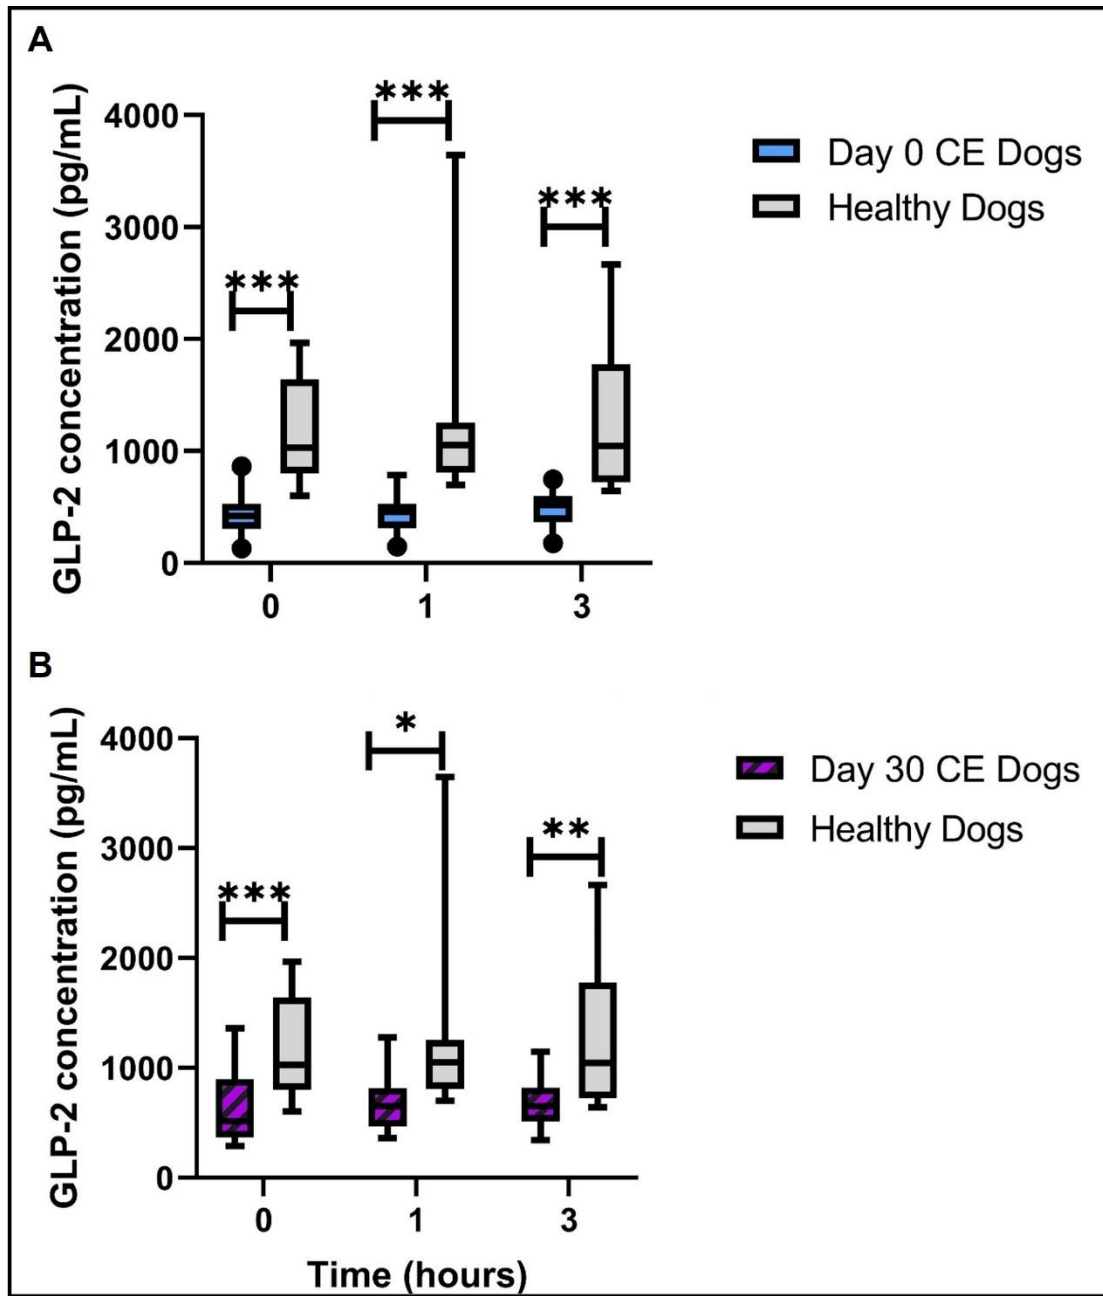 A
GLP-2 concentration (pg/mL)
4000
3000
2000
1000
0
***
***
***
0
1
3
Day 0 CE Dogs
Healthy Dogs
B
GLP-2 concentration (pg/mL)
4000
3000
2000
1000
0
***
*
**
0
1
3
Time (hours)
Day 30 CE Dogs
Healthy Dogs